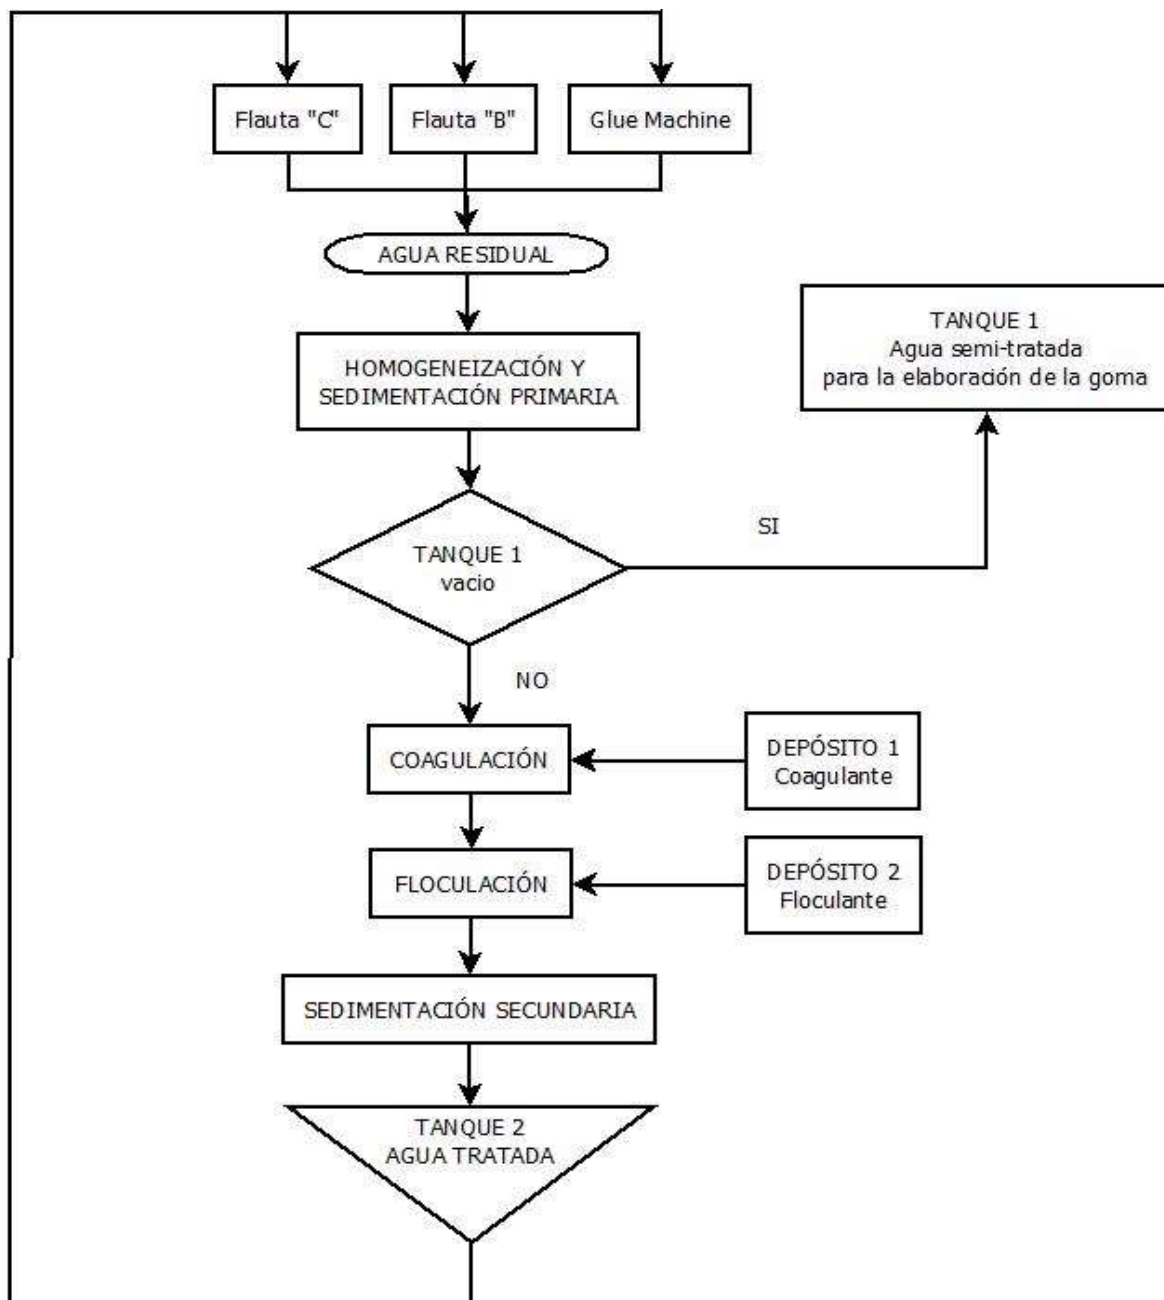 Flauta "C"
Flauta "B"
Glue Machine
AGUA RESIDUAL
HOMOGENEIZACIÓN Y
SEDIMENTACIÓN PRIMARIA
TANQUE 1
Agua semi-tratada
para la elaboración de la goma
TANQUE 1
vacio
SI
NO
COAGULACIÓN
DEPÓSITO 1
Coagulante
FLOCULACIÓN
DEPÓSITO 2
Floculante
SEDIMENTACIÓN SECUNDARIA
TANQUE 2
AGUA TRATADA